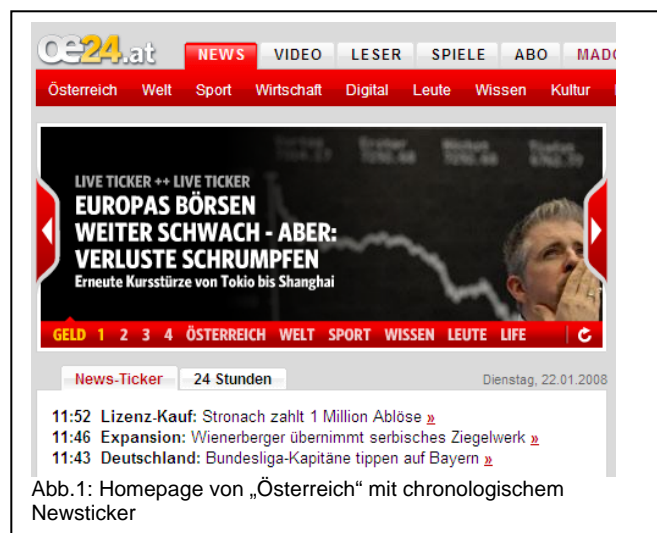 oe24.at NEWS VIDEO LESER SPIELE ABO
Österreich Welt Sport Wirtschaft Digital Leute Wissen Kultur
LIVE TICKER ++ LIVE TICKER
EUROPAS BÖRSEN
WEITER SCHWACH - ABER:
VERLUSTE SCHRUMPFEN
Erneute Kursstürze von Tokio bis Shanghai
GELD 1 2 3 4 ÖSTERREICH WELT SPORT WISSEN LEUTE LIFE
News-Ticker 24 Stunden Dienstag, 22.01.2008
11:52 Lizenz-Kauf: Stronach zahlt 1 Million Ablöse »
11:46 Expansion: Wienerberger übernimmt serbisches Ziegelwerk »
11:43 Deutschland: Bundesliga-Kapitäne tippen auf Bayern »
Abb.1: Homepage von „Österreich“ mit chronologischem
Newsticker